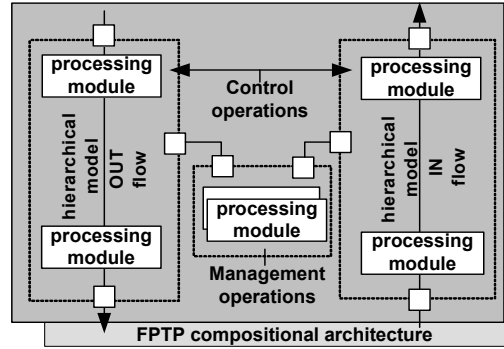 processing
module
hierarchical
model
OUT
flow
processing
module
Control
operations
processing
module
Management
operations
processing
module
hierarchical
model
IN
flow
processing
module
FPTP compositional architecture